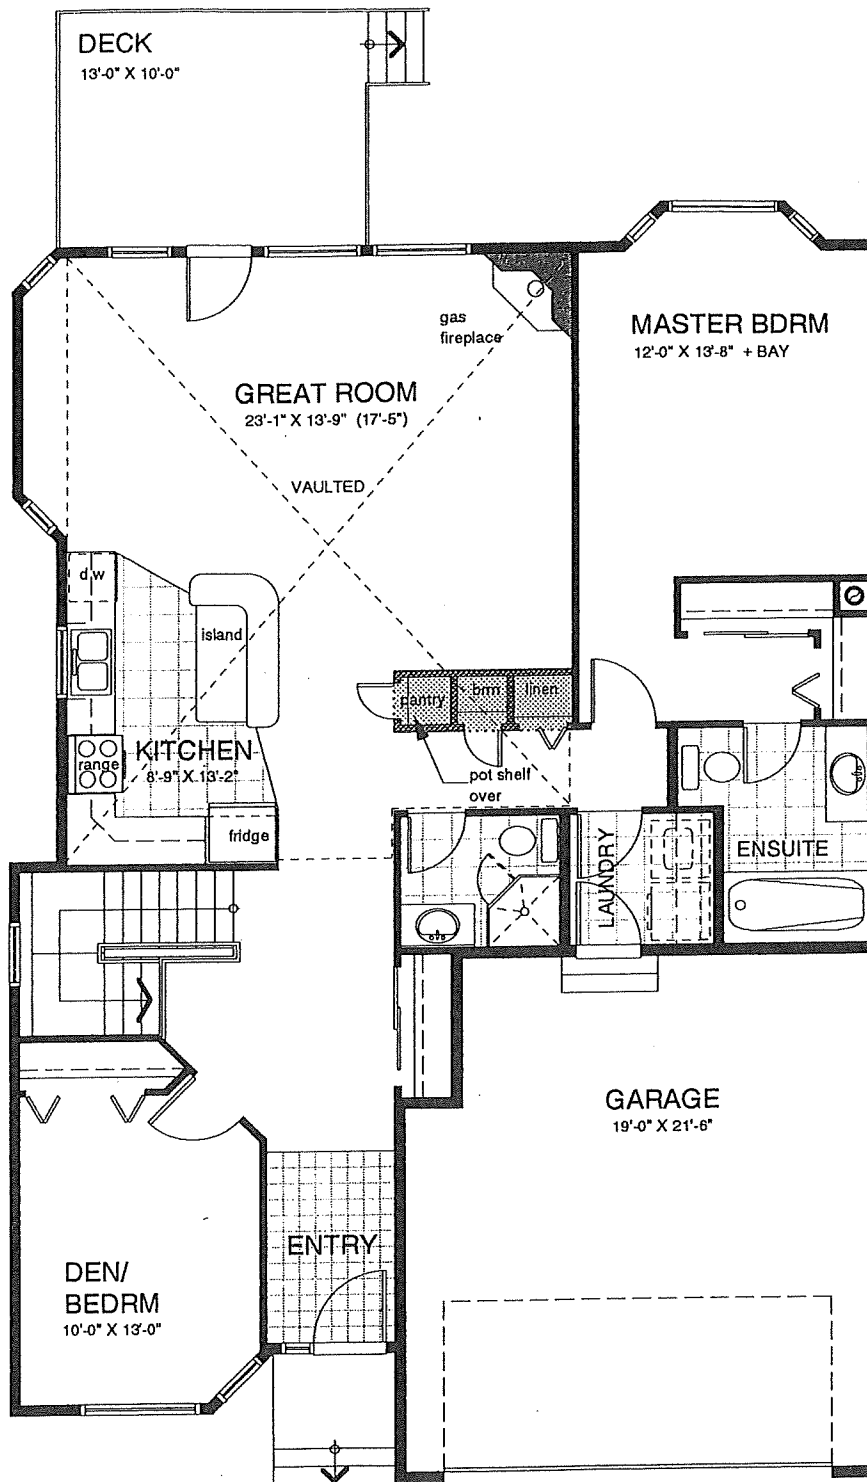 DECK
13'-0" X 10'-0"
gas
fireplace
MASTER BDRM
12'-0" X 13'-8" + BAY
GREAT ROOM
23'-1" X 13'-9" (17'-5")
VAULTED
d w
island
pantry
brm
linen
KITCHEN
8'-9" X 13'-2"
range
pot shelf
over
fridge
LAUNDRY
ENSUITE
GARAGE
19'-0" X 21'-6"
ENTRY
DEN/
BEDRM
10'-0" X 13'-0"